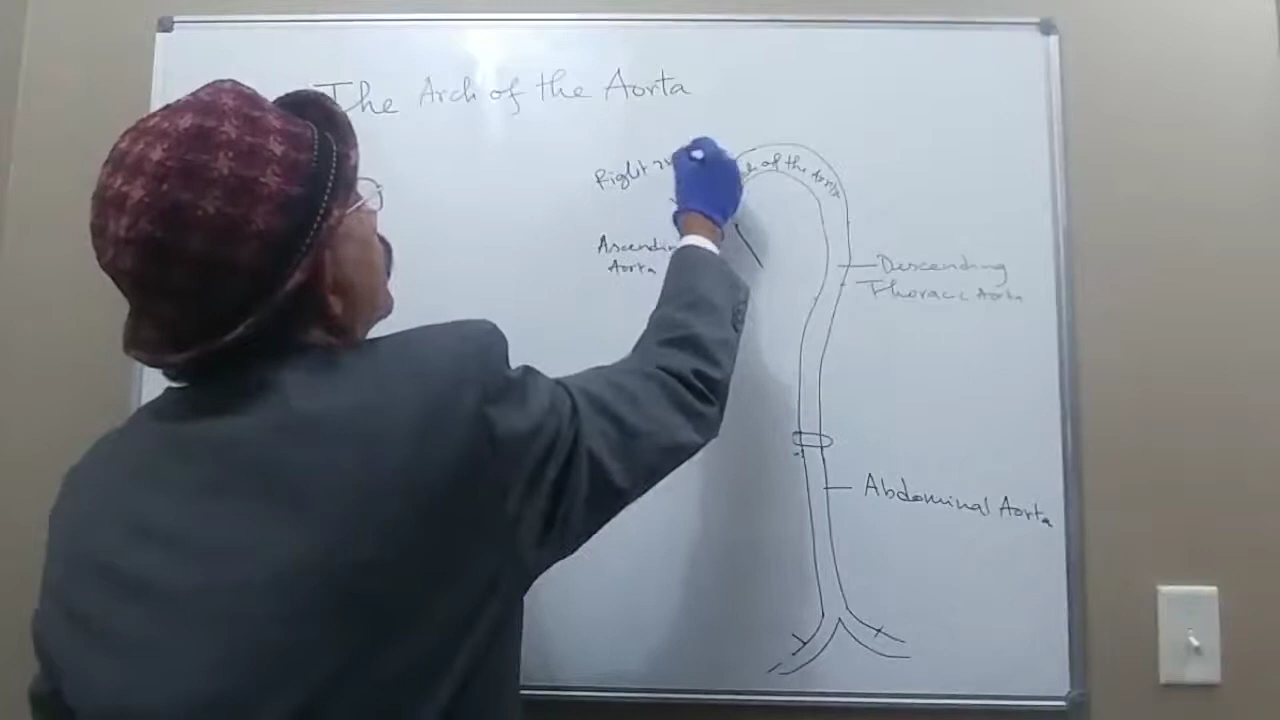 The Arch of the Aorta
Right
of the Aorta
Ascending
Aorta
Descending
Thoracic Aorta
Abdominal Aorta